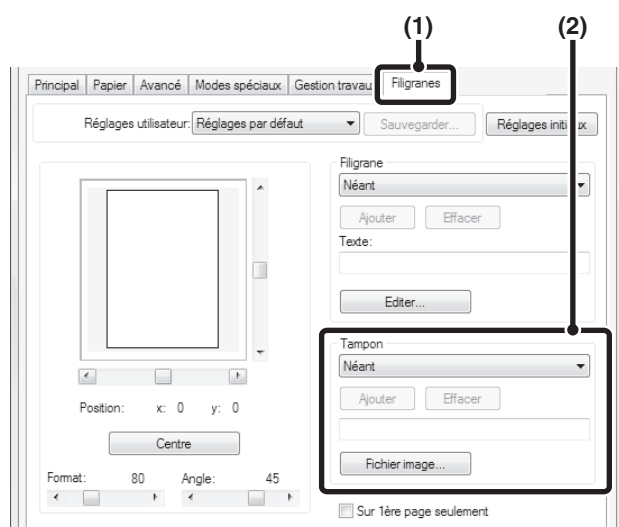 (1) (2)
Principal Papier Avancé Modes spéciaux Gestion travau Filigranes
Réglages utilisateur: Réglages par défaut Sauvegarder... Réglages initi ux
Filigrane
Néant
Ajouter Effacer
Texte:
Editer...
Tampon
Néant
Ajouter Effacer
Fichier image...
Sur 1ère page seulement
Position: x: 0 y: 0
Centre
Format: 80 Angle: 45